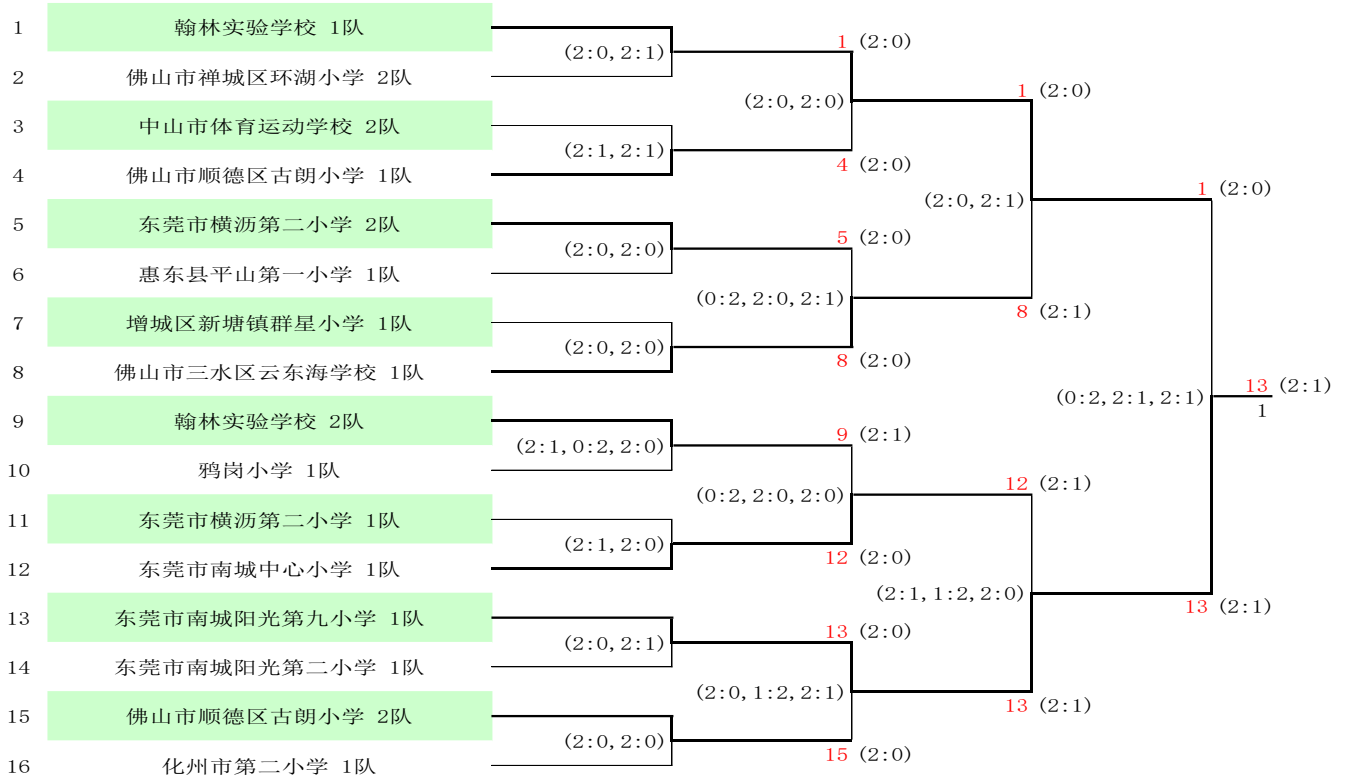 1 翰林实验学校 1队
2 佛山市禅城区环湖小学 2队
3 中山市体育运动学校 2队
4 佛山市顺德区古朗小学 1队
5 东莞市横沥第二小学 2队
6 惠东县平山第一小学 1队
7 增城区新塘镇群星小学 1队
8 佛山市三水区云东海学校 1队
9 翰林实验学校 2队
10 鸦岗小学 1队
11 东莞市横沥第二小学 1队
12 东莞市南城中心小学 1队
13 东莞市南城阳光第九小学 1队
14 东莞市南城阳光第二小学 1队
15 佛山市顺德区古朗小学 2队
16 化州市第二小学 1队
(2:0,2:1)
(2:1,2:1)
(2:0,2:0)
(2:0,2:0)
(2:1,0:2,2:0)
(2:1,2:0)
(2:0,2:1)
(2:0,2:0)
1 (2:0)
(2:0,2:0)
4 (2:0)
5 (2:0)
(0:2,2:0,2:1)
8 (2:0)
9 (2:1)
(0:2,2:0,2:0)
12 (2:0)
13 (2:0)
(2:0,1:2,2:1)
15 (2:0)
1 (2:0)
(2:0,2:1)
8 (2:1)
12 (2:1)
(2:1,1:2,2:0)
13 (2:1)
1 (2:0)
(0:2,2:1,2:1)
13 (2:1)
13 (2:1)
1